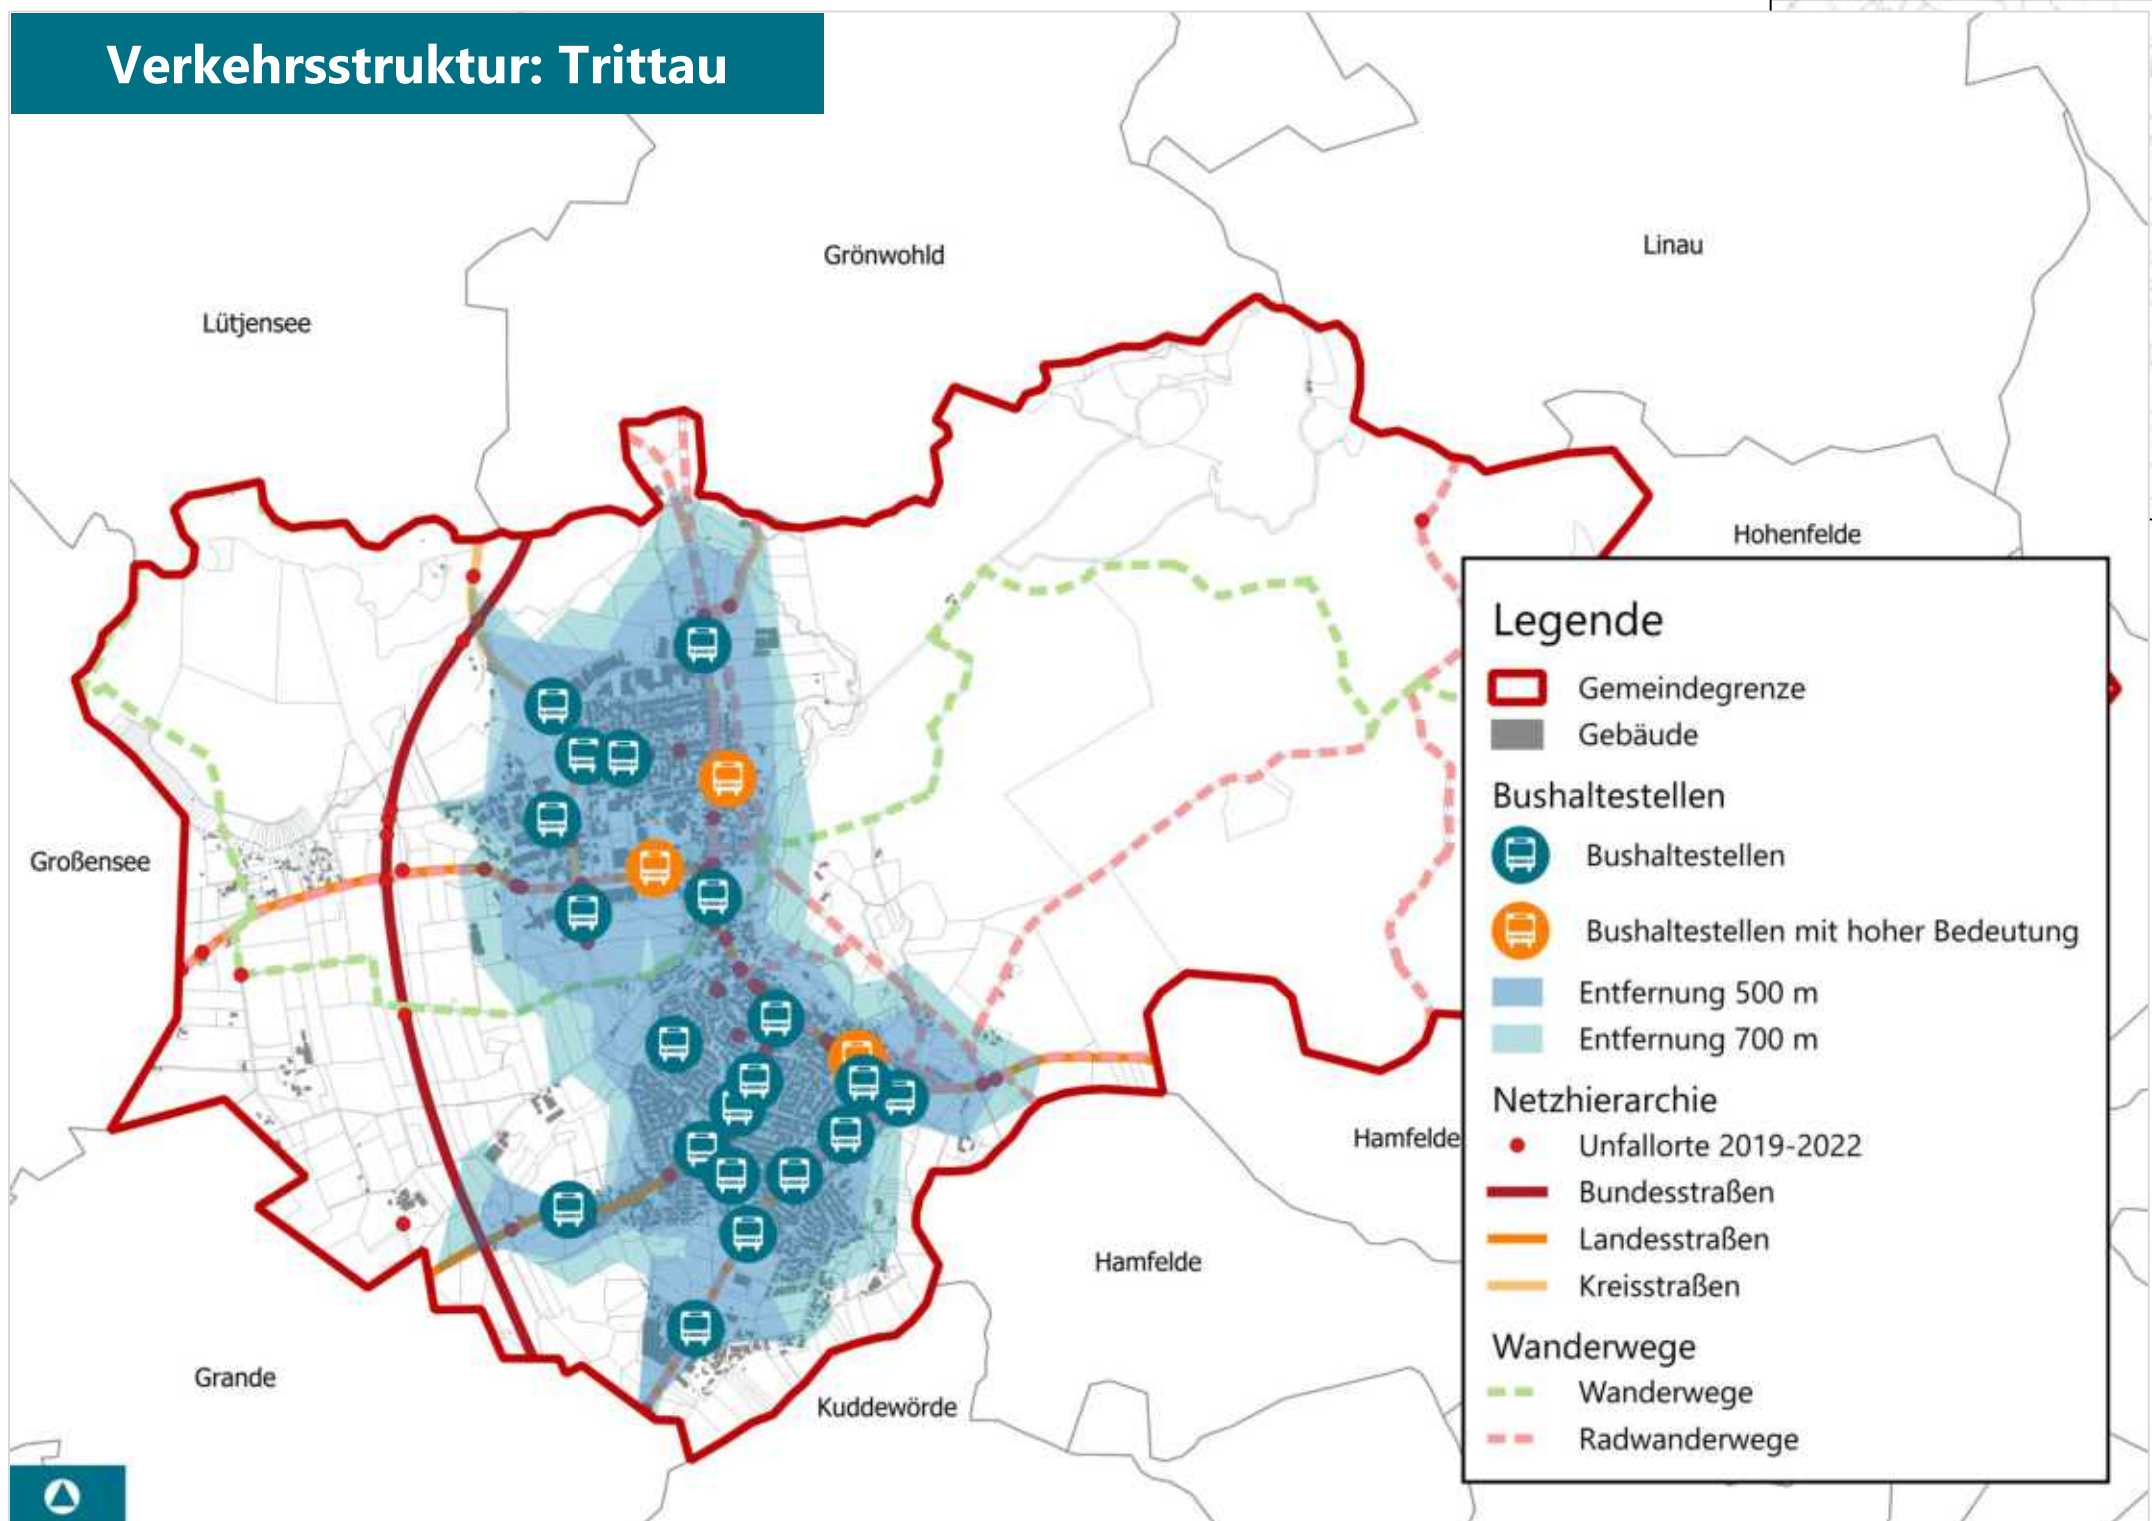 Verkehrsstruktur: Trittau
Linau
Grönwohld
Lütjensee
Hohenfelde
Großensee
Hamfelde
Hamfelde
Grande
Kuddewörde
Legende
Gemeindegrenze
Gebäude
Bushaltestellen
Bushaltestellen
Bushaltestellen mit hoher Bedeutung
Entfernung 500 m
Entfernung 700 m
Netzhierarchie
Unfallorte 2019-2022
Bundesstraßen
Landesstraßen
Kreisstraßen
Wanderwege
Wanderwege
Radwanderwege